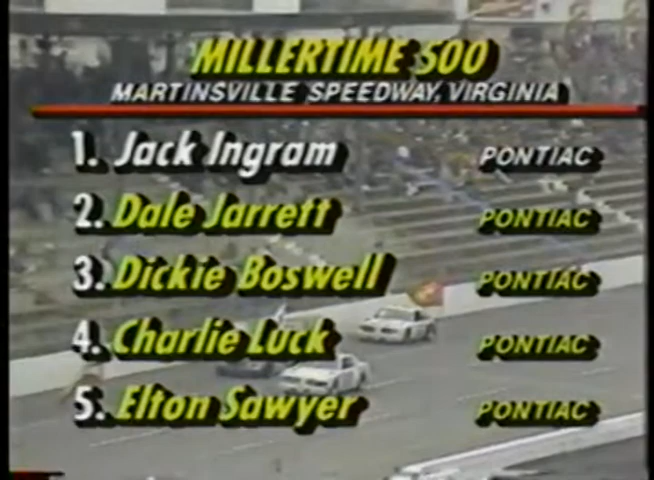 MILLERTIME 500
MARTINSVILLE SPEEDWAY, VIRGINIA
1. Jack Ingram PONTIAC
2. Dale Jarrett PONTIAC
3. Dickie Boswell PONTIAC
4. Charlie Luck PONTIAC
5. Elton Sawyer PONTIAC